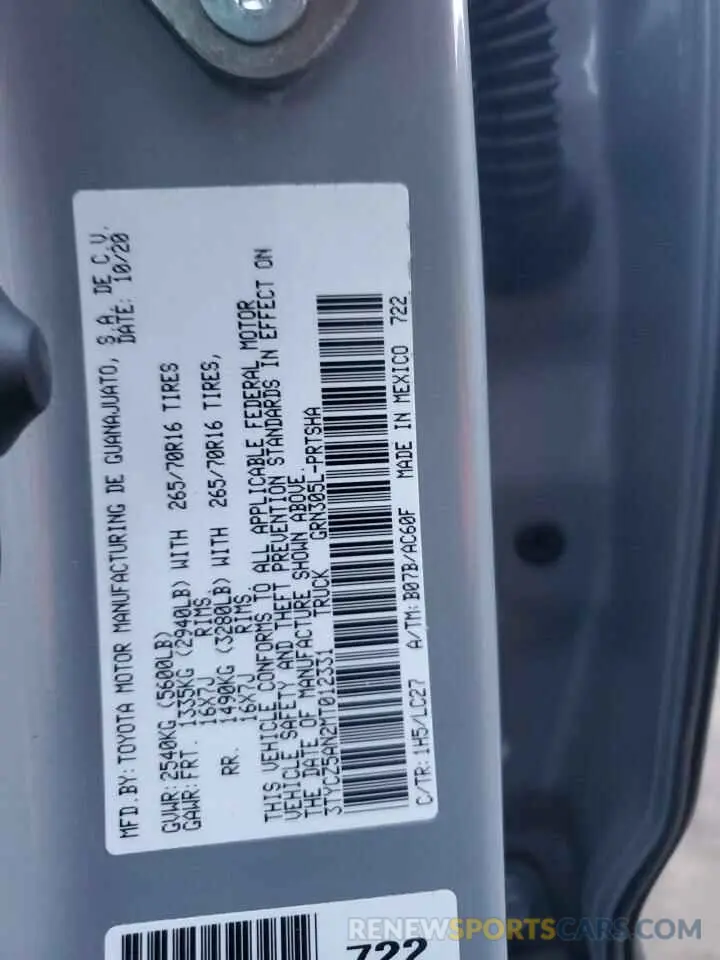 MFD.BY: TOYOTA MOTOR MANUFACTURING DE GUANAJUATO, S.A. DE C.V.
DATE: 10/20
GVWR: 2540KG (5600LB)
GAWR: FRT. 1335KG (2940LB) WITH 265/70R16 TIRES
16X7J RIMS,
RR. 1490KG (3280LB) WITH 265/70R16 TIRES,
16X7J RIMS.
THIS VEHICLE CONFORMS TO ALL APPLICABLE FEDERAL MOTOR
VEHICLE SAFETY AND THEFT PREVENTION STANDARDS IN EFFECT ON
THE DATE OF MANUFACTURE SHOWN ABOVE.
3TYCZ5AN2MT012331 TRUCK GRN305L-PRTSHA
C/TR: 1H5/LC27 A/TM: B07B/AC60F MADE IN MEXICO 722
722
RENEWSPORTSCARS.COM